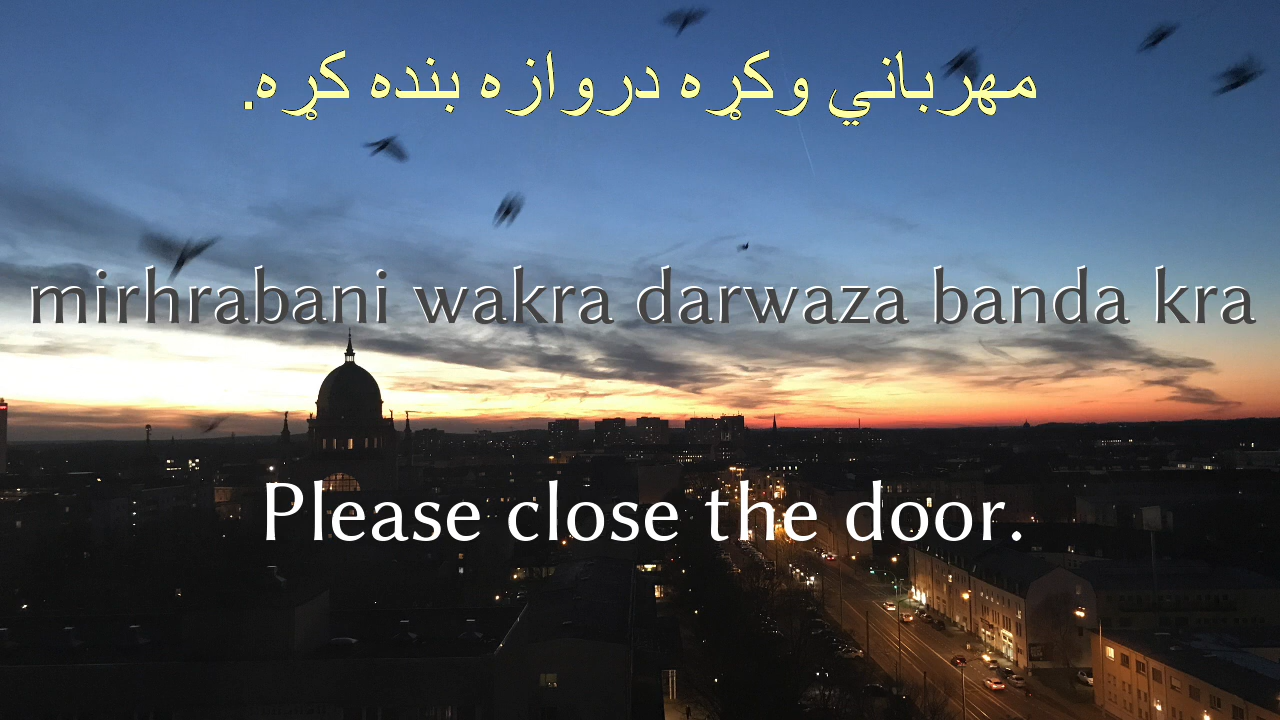 مهرباني وکړه دروازه بنده کړه.
mirhrabani wakra darwaza banda kra
Please close the door.